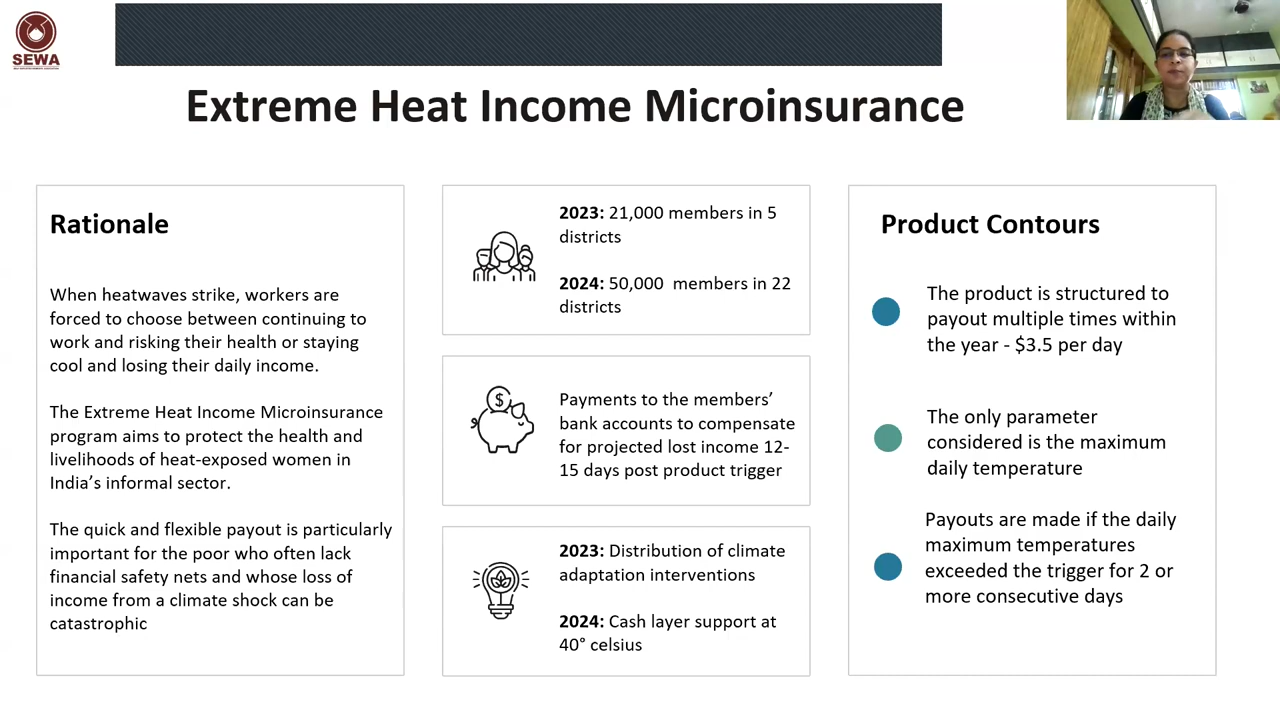 SEWA
Extreme Heat Income Microinsurance
Rationale
When heatwaves strike, workers are
forced to choose between continuing to
work and risking their health or staying
cool and losing their daily income.
The Extreme Heat Income Microinsurance
program aims to protect the health and
livelihoods of heat-exposed women in
India’s informal sector.
The quick and flexible payout is particularly
important for the poor who often lack
financial safety nets and whose loss of
income from a climate shock can be
catastrophic
2023: 21,000 members in 5
districts
2024: 50,000 members in 22
districts
$
Payments to the members’
bank accounts to compensate
for projected lost income 12-
15 days post product trigger
2023: Distribution of climate
adaptation interventions
2024: Cash layer support at
40° celsius
Product Contours
The product is structured to
payout multiple times within
the year - $3.5 per day
The only parameter
considered is the maximum
daily temperature
Payouts are made if the daily
maximum temperatures
exceeded the trigger for 2 or
more consecutive days